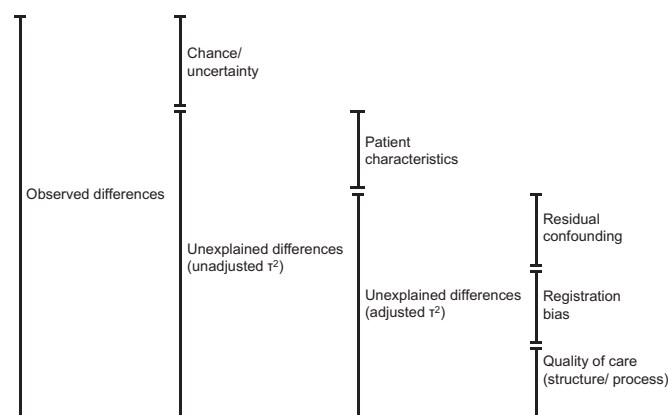 Chance/
uncertainty
Patient
characteristics
Observed differences
Residual
confounding
Unexplained differences
(unadjusted τ²)
Unexplained differences
(adjusted τ²)
Registration
bias
Quality of care
(structure/ process)